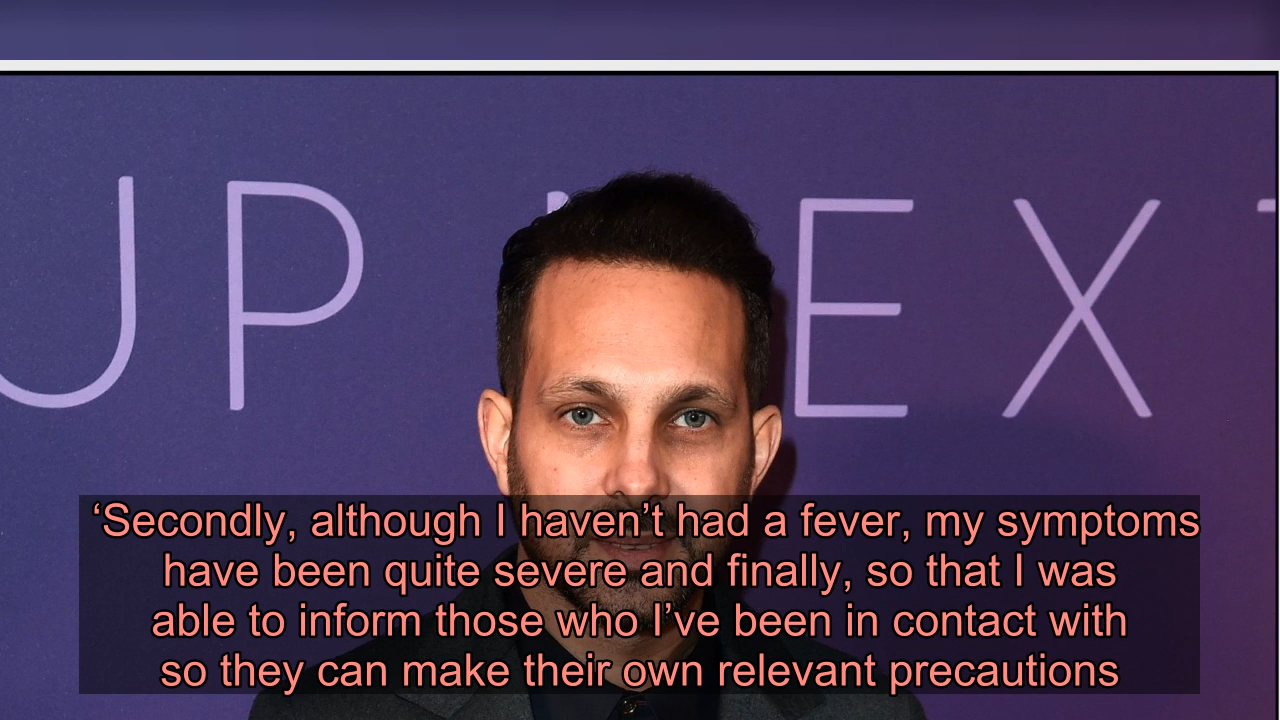 UP NEXT
‘Secondly, although I haven’t had a fever, my symptoms
have been quite severe and finally, so that I was
able to inform those who I’ve been in contact with
so they can make their own relevant precautions